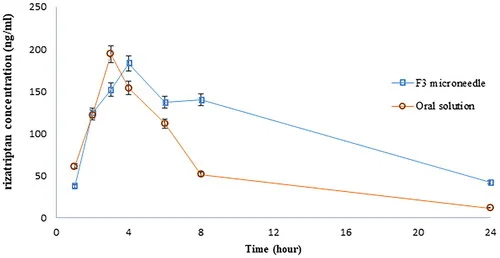 rizatriptan concentration (ng/ml)
250
200
150
100
50
0
0 4 8 12 16 20 24
Time (hour)
F3 microneedle
Oral solution